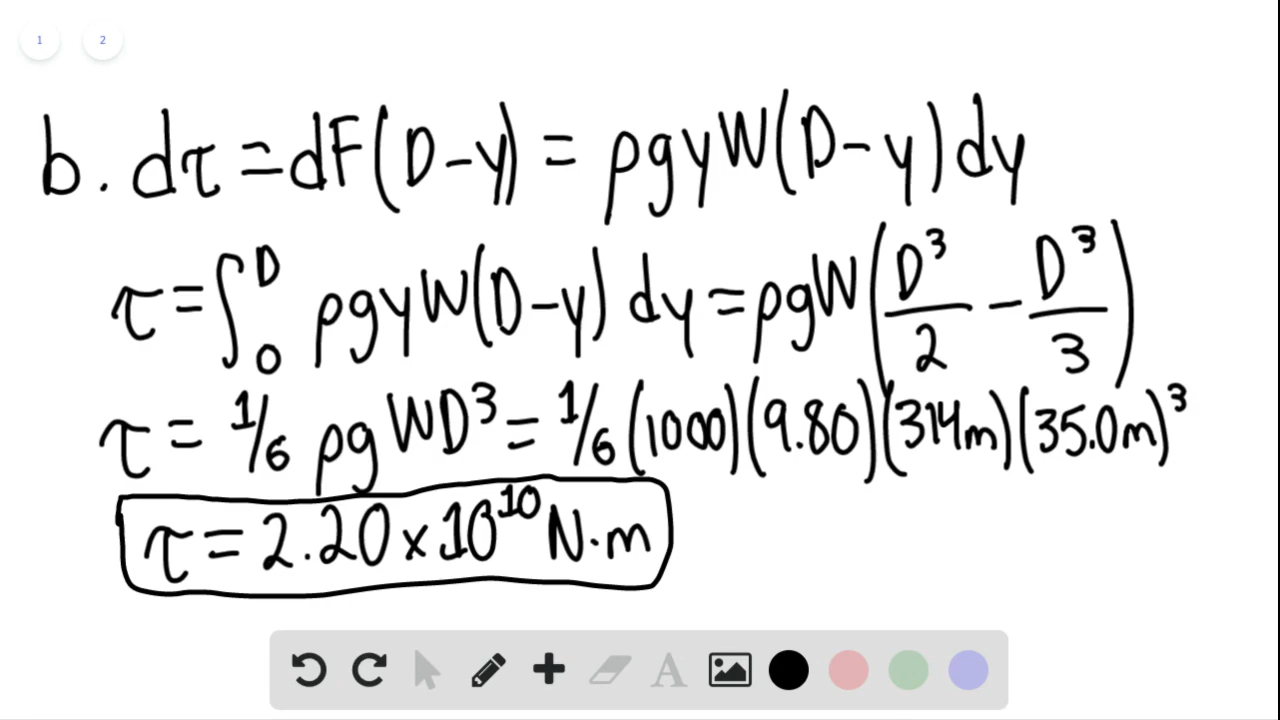 1 2
b. dτ = dF(D-y) = ρgyW(D-y)dy
τ = ∫₀ᴰ ρgyW(D-y) dy = ρgW(D³/2 - D³/3)
τ = 1/6 ρgWD³ = 1/6 (1000)(9.80)(314m)(35.0m)³
τ = 2.20 x 10¹⁰ N·m
A